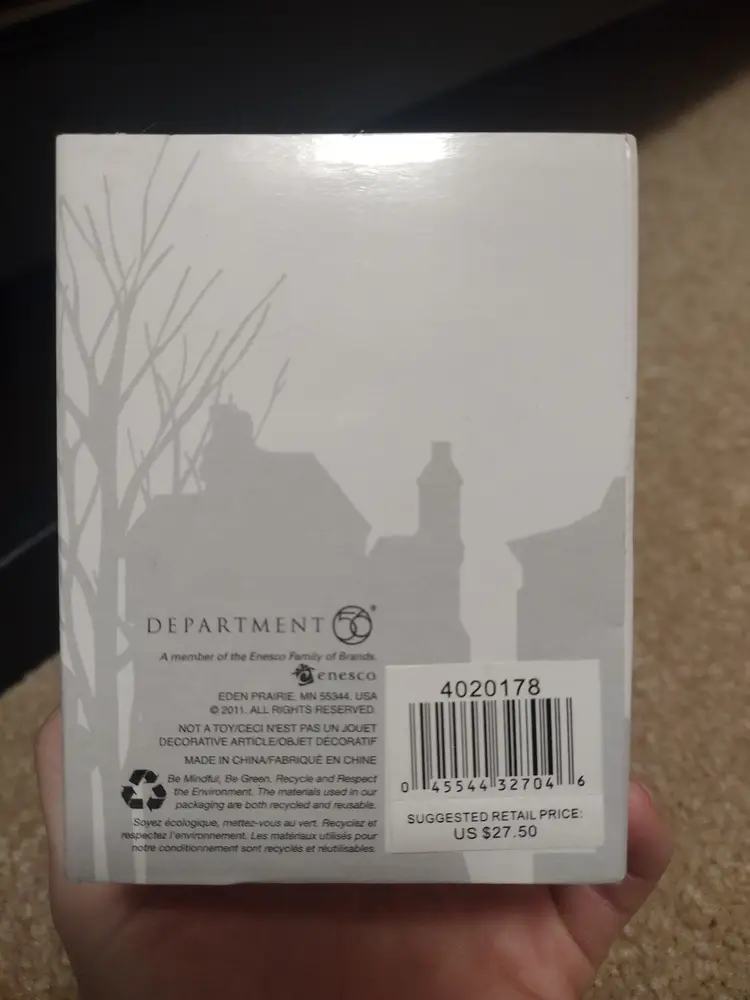 DEPARTMENT 56®
A member of the Enesco Family of Brands.
enesco
EDEN PRAIRIE, MN 55344, USA
© 2011. ALL RIGHTS RESERVED.
NOT A TOY/CECI N'EST PAS UN JOUET
DECORATIVE ARTICLE/OBJET DÉCORATIF
MADE IN CHINA/FABRIQUÉ EN CHINE
Be Mindful, Be Green. Recycle and Respect
the Environment. The materials used in our
packaging are both recycled and reusable.
Soyez écologique, mettez-vous au vert. Recyclez et
respectez l'environnement. Les matériaux utilisés pour
notre conditionnement sont recyclés et réutilisables.
4020178
0 45544 32704 6
SUGGESTED RETAIL PRICE:
US $27.50